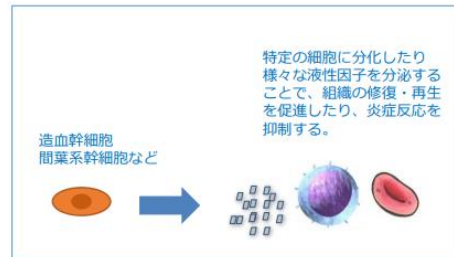 特定の細胞に分化したり
様々な液性因子を分泌する
ことで、組織の修復・再生
を促進したり、炎症反応を
抑制する。
造血幹細胞
間葉系幹細胞など